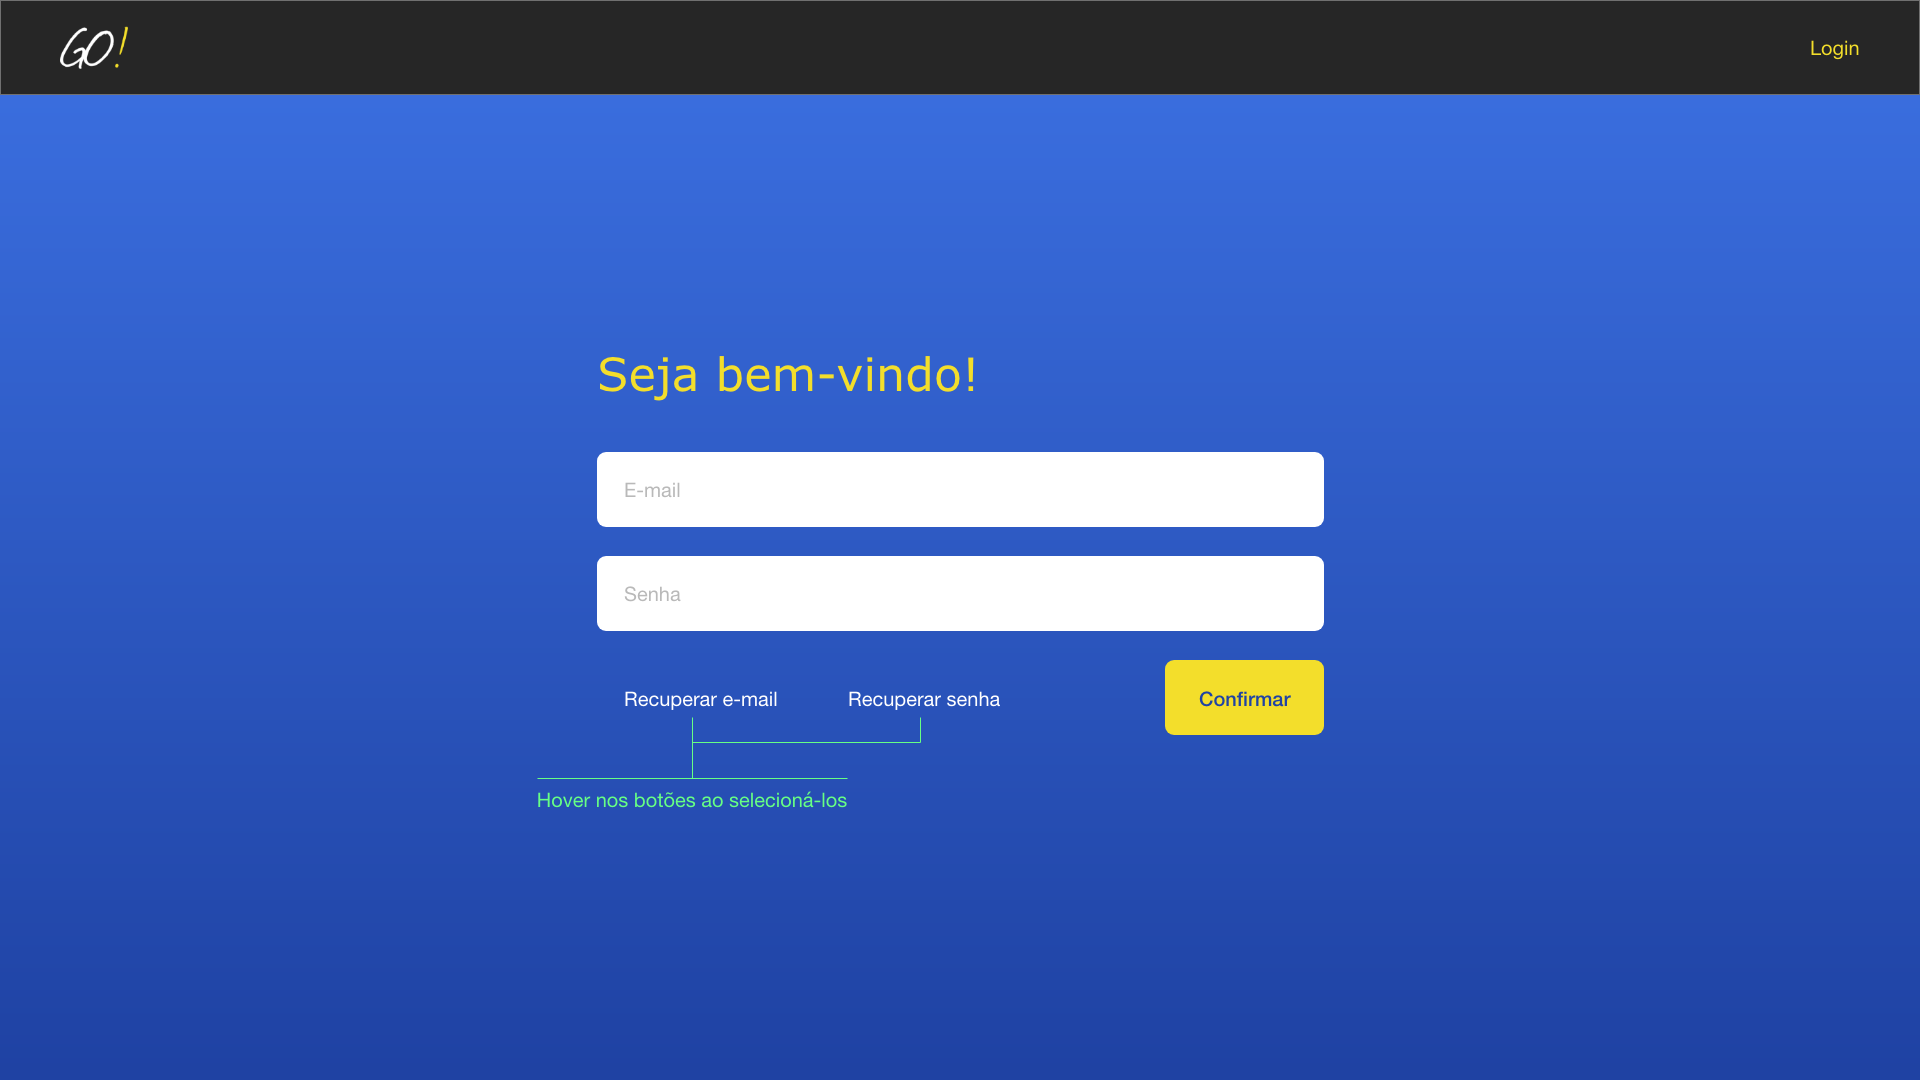 GO!
Login
Seja bem-vindo!
E-mail
Senha
Recuperar e-mail
Recuperar senha
Confirmar
Hover nos botões ao selecioná-los